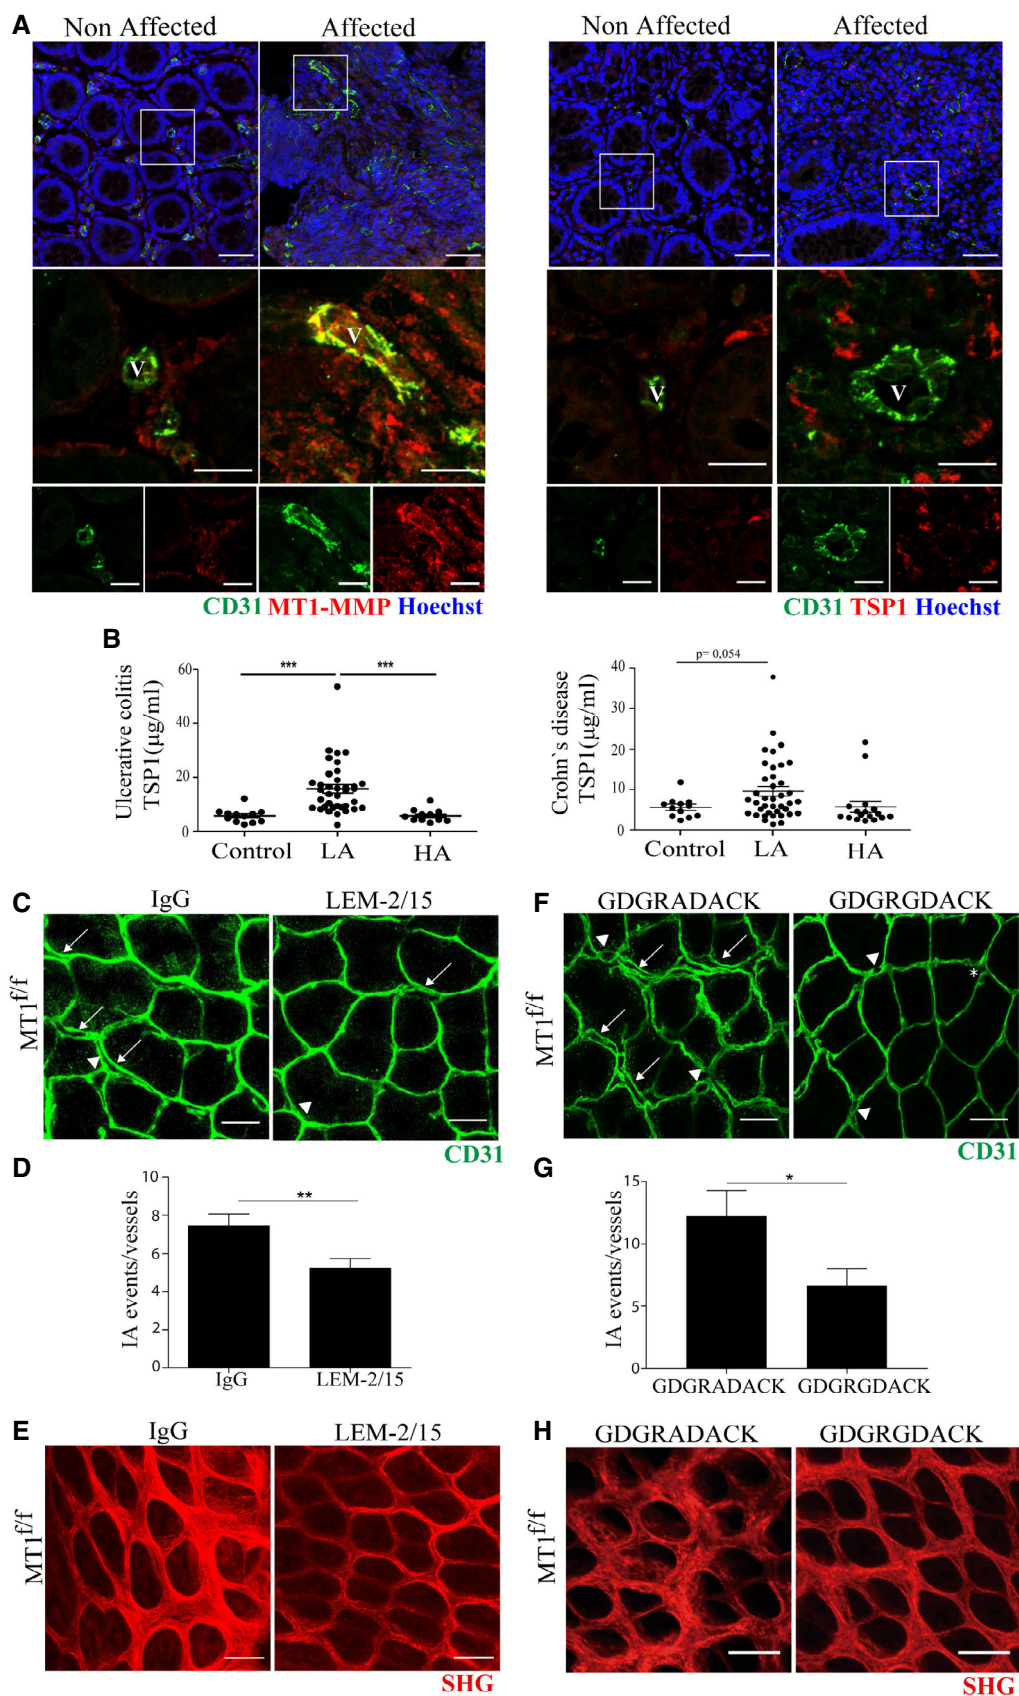 A
Non Affected
Affected
Non Affected
Affected
V
V
V
V
CD31 MT1-MMP Hoechst
CD31 TSP1 Hoechst
B
Ulcerative colitis
TSP1(µg/ml)
60
40
20
0
***
***
Control
LA
HA
Crohn`s disease
TSP1(µg/ml)
40
30
20
10
0
p= 0,054
Control
LA
HA
C
IgG
LEM-2/15
MT1f/f
CD31
F
GDGRADACK
GDGRGDACK
MT1f/f
*
CD31
D
IA events/vessels
10
8
6
4
2
0
**
IgG
LEM-2/15
G
IA events/vessels
15
10
5
0
*
GDGRADACK
GDGRGDACK
E
IgG
LEM-2/15
MT1f/f
SHG
H
GDGRADACK
GDGRGDACK
MT1f/f
SHG